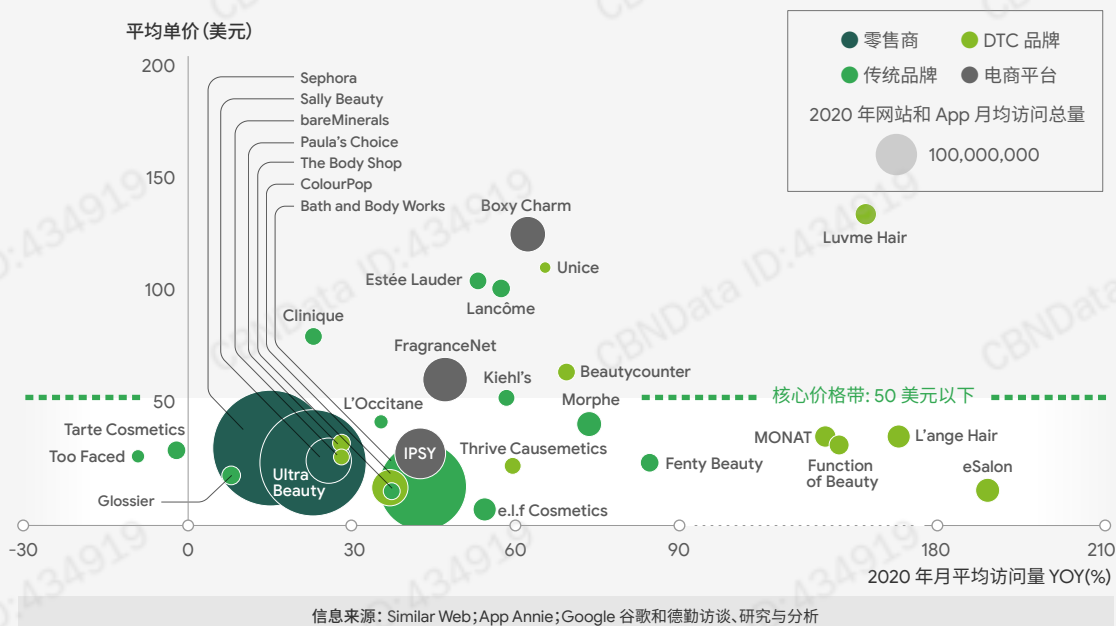 平均单价(美元)
200
150
100
50
Sephora
Sally Beauty
bareMinerals
Paula's Choice
The Body Shop
ColourPop
Bath and Body Works
零售商
DTC 品牌
传统品牌
电商平台
2020 年网站和 App 月均访问总量
100,000,000
Boxy Charm
Luvme Hair
Unice
Estée Lauder
Lancôme
Clinique
FragranceNet
Kiehl's
Beautycounter
核心价格带: 50 美元以下
L'Occitane
Morphe
Tarte Cosmetics
Too Faced
Glossier
Ultra
Beauty
IPSY
Thrive Causemetics
e.l.f Cosmetics
Fenty Beauty
MONAT
Function
of Beauty
L'ange Hair
eSalon
-30
0
30
60
90
180
210
2020 年月平均访问量 YOY(%)
信息来源: Similar Web;App Annie;Google 谷歌和德勤访谈、研究与分析
CBNData ID:434919